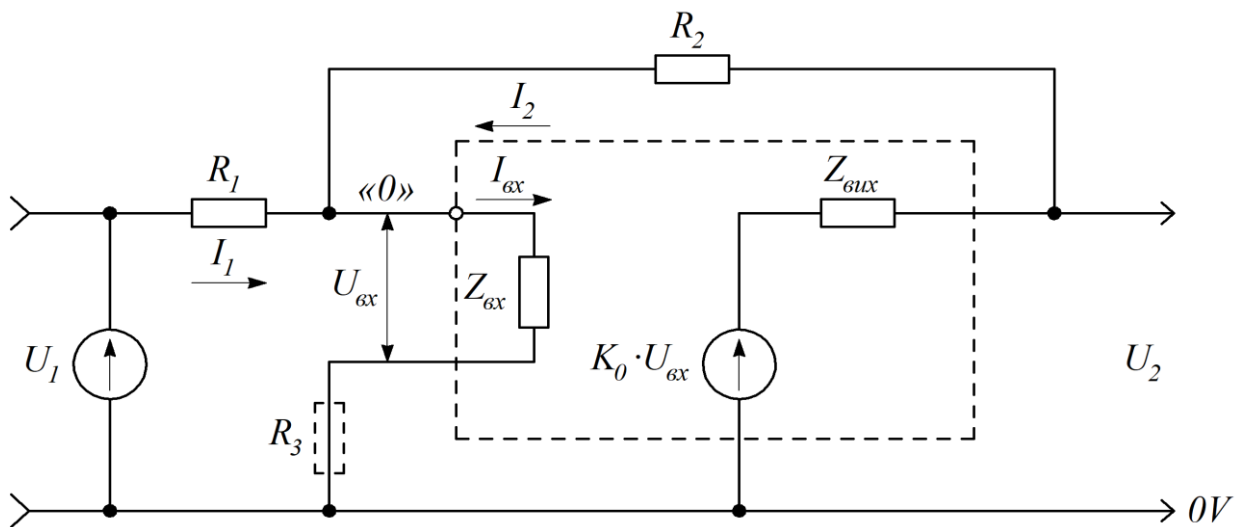 R₂
I₂
R₁
«0»
Iвх
Zвих
I₁
Uвх
Zвх
U₁
K₀·Uвх
U₂
R₃
0V